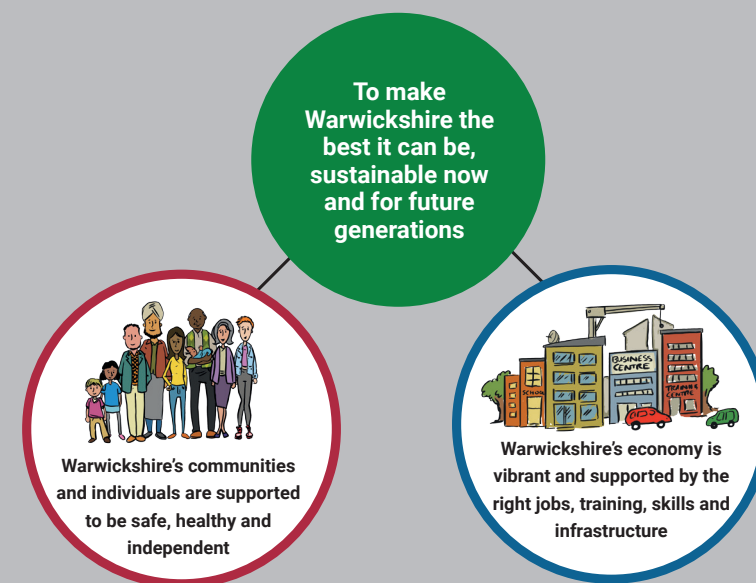 To make
Warwickshire the
best it can be,
sustainable now
and for future
generations
Warwickshire’s communities
and individuals are supported
to be safe, healthy and
independent
SCHOOL
BUSINESS
CENTRE
TRAINING
CENTRE
Warwickshire’s economy is
vibrant and supported by the
right jobs, training, skills and
infrastructure